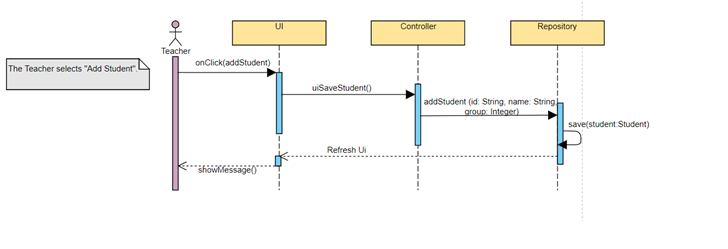 UI
Controller
Repository
Teacher
The Teacher selects "Add Student".
onClick(addStudent)
uiSaveStudent()
addStudent (id: String, name: String,
group: Integer)
save(student:Student)
Refresh Ui
showMessage()